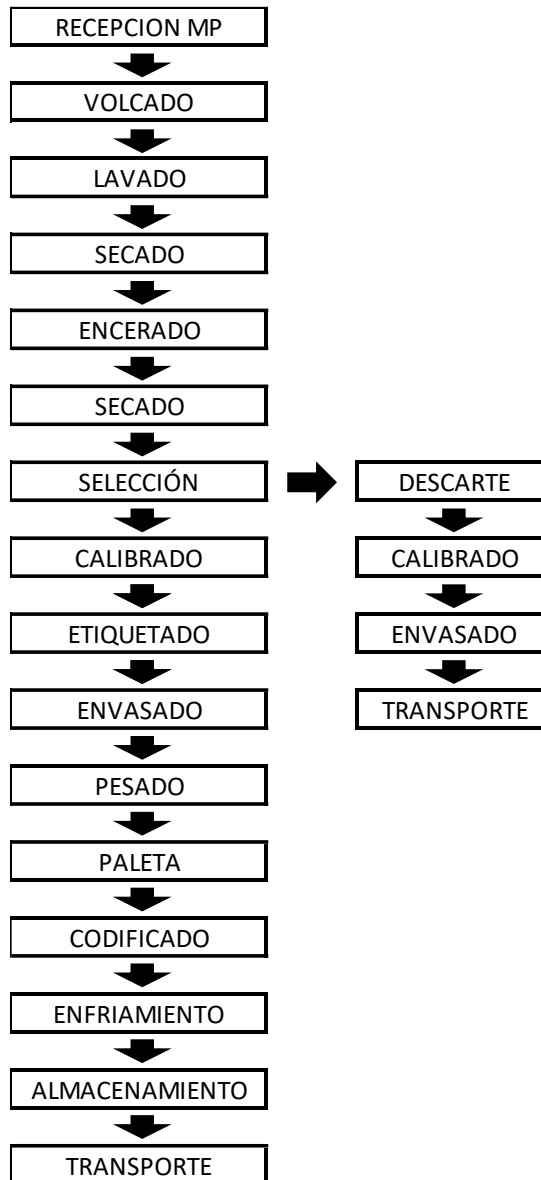 RECEPCION MP
VOLCADO
LAVADO
SECADO
ENCERADO
SECADO
SELECCIÓN
DESCARTE
CALIBRADO
CALIBRADO
ETIQUETADO
ENVASADO
ENVASADO
TRANSPORTE
PESADO
PALETA
CODIFICADO
ENFRIAMIENTO
ALMACENAMIENTO
TRANSPORTE